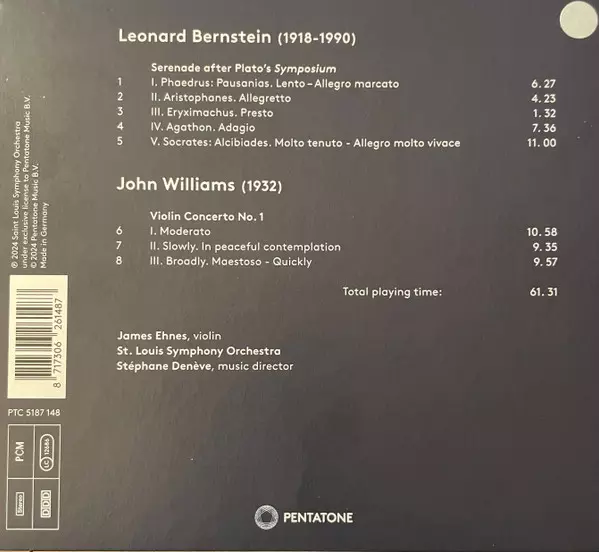 Leonard Bernstein (1918-1990)
Serenade after Plato's Symposium
1 I. Phaedrus: Pausanias. Lento – Allegro marcato 6.27
2 II. Aristophanes. Allegretto 4.23
3 III. Eryximachus. Presto 1.32
4 IV. Agathon. Adagio 7.36
5 V. Socrates: Alcibiades. Molto tenuto - Allegro molto vivace 11.00
John Williams (1932)
Violin Concerto No. 1
6 I. Moderato 10.58
7 II. Slowly. In peaceful contemplation 9.35
8 III. Broadly. Maestoso - Quickly 9.57
Total playing time: 61.31
James Ehnes, violin
St. Louis Symphony Orchestra
Stéphane Denève, music director
℗ 2024 Saint Louis Symphony Orchestra
under exclusive license to Pentatone Music B.V.
© 2024 Pentatone Music B.V.
Made in Germany
8 717306 261487
PTC 5187 148
PCM
LC 12686
Stereo
DDD
PENTATONE